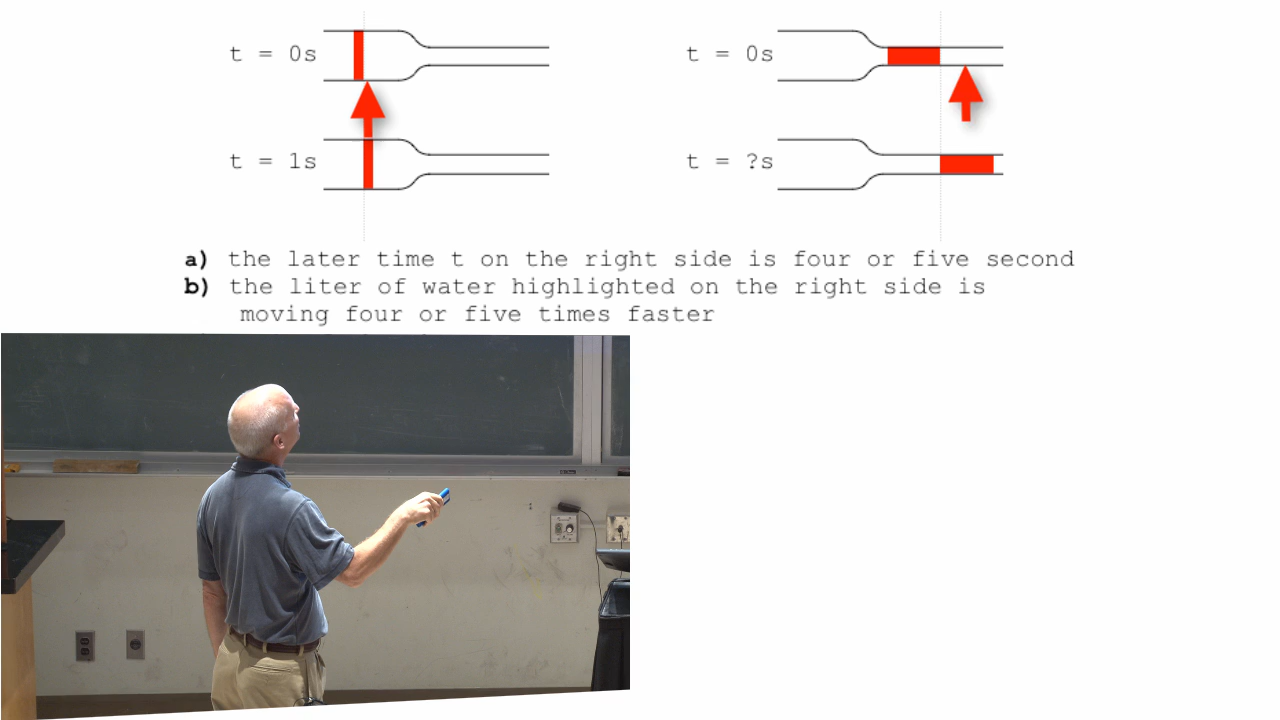 t = 0s
t = 1s
t = 0s
t = ?s
a) the later time t on the right side is four or five second
b) the liter of water highlighted on the right side is
moving four or five times faster